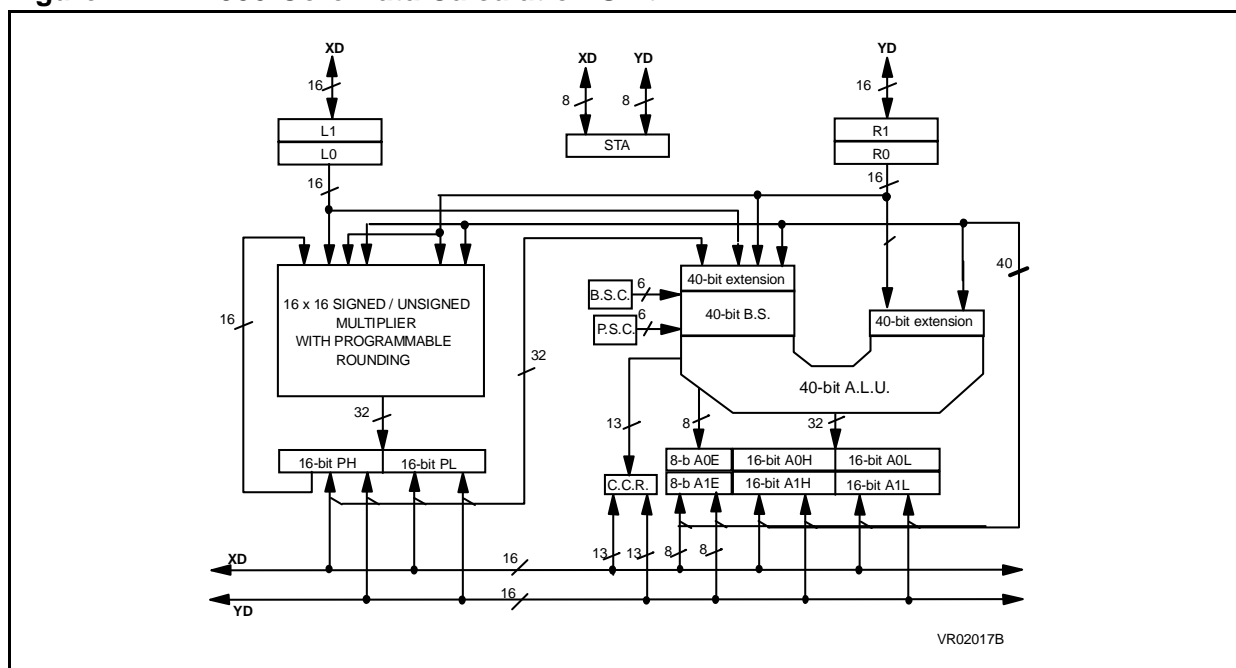 XD
XD
YD
YD
16
8
8
16
L1
L0
STA
R1
R0
16
16
40
16 x 16 SIGNED / UNSIGNED
MULTIPLIER
WITH PROGRAMMABLE
ROUNDING
16
32
B.S.C.
6
P.S.C.
6
40-bit extension
40-bit B.S.
40-bit extension
40-bit A.L.U.
32
13
8
32
16-bit PH
16-bit PL
C.C.R.
8-b A0E
16-bit A0H
16-bit A0L
8-b A1E
16-bit A1H
16-bit A1L
XD
16
13
13
8
8
YD
16
VR02017B